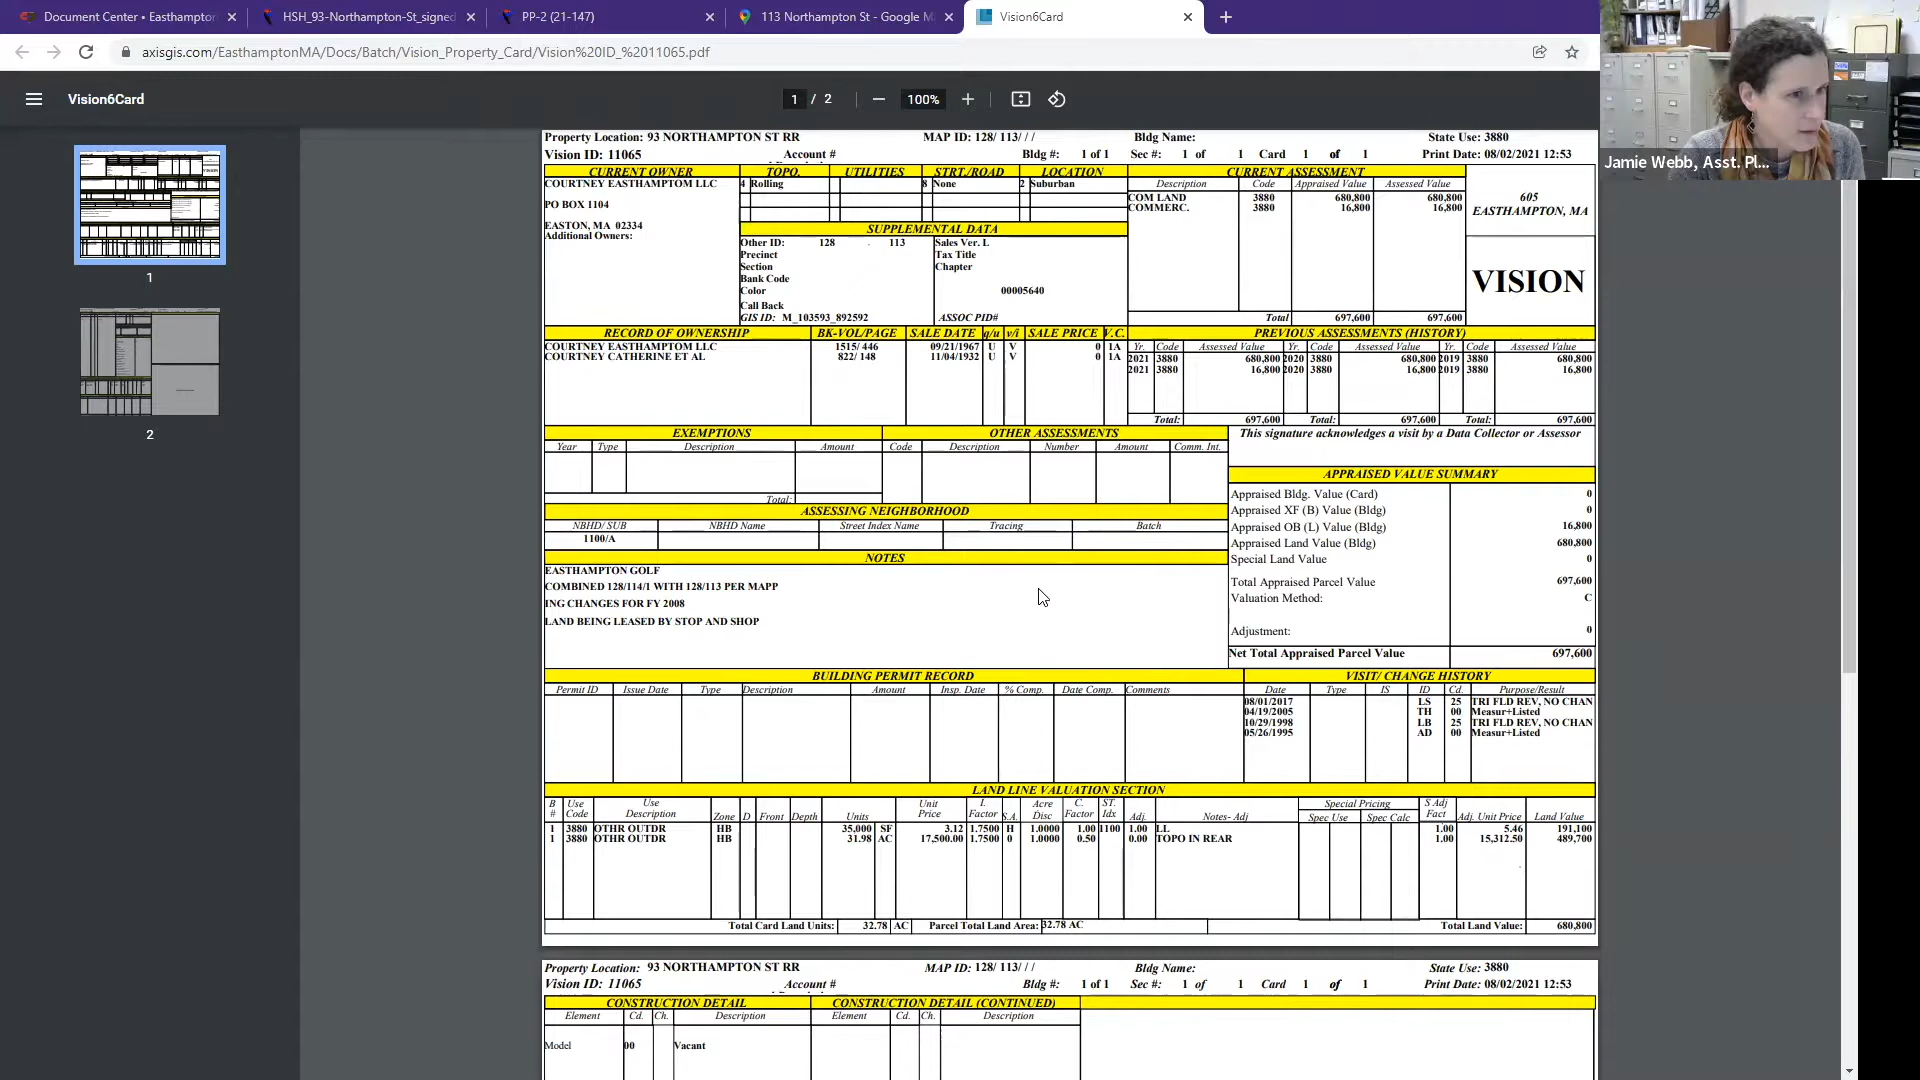 Document Center • Easthampton
HSH_93-Northampton-St_signed
PP-2 (21-147)
113 Northampton St - Google M
Vision6Card
axisgis.com/EasthamptonMA/Docs/Batch/Vision_Property_Card/Vision%20ID_%2011065.pdf
Vision6Card
1 / 2
100%
Jamie Webb, Asst. Pl...
1
2
Property Location: 93 NORTHAMPTON ST RR MAP ID: 128/ 113/ / / Bldg Name: State Use: 3880
Vision ID: 11065 Account # Bldg #: 1 of 1 Sec #: 1 of 1 Card 1 of 1 Print Date: 08/02/2021 12:53
CURRENT OWNER TOPO. UTILITIES STRT./ROAD LOCATION CURRENT ASSESSMENT
COURTNEY EASTHAMPTOM LLC 4 Rolling 8 None 2 Suburban Description Code Appraised Value Assessed Value
COM LAND 3880 680,800 680,800
COMMERC. 3880 16,800 16,800
PO BOX 1104
EASTON, MA 02334
Additional Owners:
605
EASTHAMPTON, MA
SUPPLEMENTAL DATA
Other ID: 128 113 Sales Ver. L
Precinct Tax Title
Section Chapter
Bank Code
Color 00005640
Call Back
GIS ID: M_103593_892592 ASSOC PID#
VISION
Total 697,600 697,600
RECORD OF OWNERSHIP BK-VOL/PAGE SALE DATE q/u v/i SALE PRICE V.C. PREVIOUS ASSESSMENTS (HISTORY)
COURTNEY EASTHAMPTOM LLC 1515/ 446 09/21/1967 U V 0 1A
COURTNEY CATHERINE ET AL 822/ 148 11/04/1932 U V 0 1A
Yr. Code Assessed Value Yr. Code Assessed Value Yr. Code Assessed Value
2021 3880 680,800 2020 3880 680,800 2019 3880 680,800
2021 3880 16,800 2020 3880 16,800 2019 3880 16,800
Total: 697,600 Total: 697,600 Total: 697,600
EXEMPTIONS OTHER ASSESSMENTS
This signature acknowledges a visit by a Data Collector or Assessor
Year Type Description Amount Code Description Number Amount Comm. Int.
Total:
ASSESSING NEIGHBORHOOD
NBHD/ SUB NBHD Name Street Index Name Tracing Batch
1100/A
NOTES
EASTHAMPTON GOLF
COMBINED 128/114/1 WITH 128/113 PER MAPP
ING CHANGES FOR FY 2008
LAND BEING LEASED BY STOP AND SHOP
APPRAISED VALUE SUMMARY
Appraised Bldg. Value (Card) 0
Appraised XF (B) Value (Bldg) 0
Appraised OB (L) Value (Bldg) 16,800
Appraised Land Value (Bldg) 680,800
Special Land Value 0
Total Appraised Parcel Value 697,600
Valuation Method: C
Adjustment: 0
Net Total Appraised Parcel Value 697,600
BUILDING PERMIT RECORD VISIT/ CHANGE HISTORY
Permit ID Issue Date Type Description Amount Insp. Date % Comp. Date Comp. Comments Date Type IS ID Cd. Purpose/Result
08/01/2017 LS 25 TRI FLD REV, NO CHAN
04/19/2005 TH 00 Measur+Listed
10/29/1998 LB 25 TRI FLD REV, NO CHAN
05/26/1995 AD 00 Measur+Listed
LAND LINE VALUATION SECTION
B # Use Code Use Description Zone D Front Depth Units Unit Price I. Factor S.A. Acre Disc C. Factor ST. Idx Adj. Notes- Adj Special Pricing Spec Use Spec Calc S Adj Fact Adj. Unit Price Land Value
1 3880 OTHR OUTDR HB 35,000 SF 3.12 1.7500 H 1.0000 1.00 1100 1.00 LL 1.00 5.46 191,100
1 3880 OTHR OUTDR HB 31.98 AC 17,500.00 1.7500 0 1.0000 0.50 0.00 TOPO IN REAR 1.00 15,312.50 489,700
Total Card Land Units: 32.78 AC Parcel Total Land Area: 32.78 AC Total Land Value: 680,800
Property Location: 93 NORTHAMPTON ST RR MAP ID: 128/ 113/ / / Bldg Name: State Use: 3880
Vision ID: 11065 Account # Bldg #: 1 of 1 Sec #: 1 of 1 Card 1 of 1 Print Date: 08/02/2021 12:53
CONSTRUCTION DETAIL CONSTRUCTION DETAIL (CONTINUED)
Element Cd. Ch. Description Element Cd. Ch. Description
Model 00 Vacant